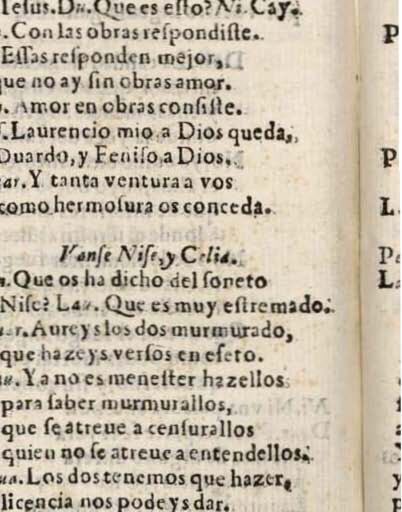 Iesus. Du. Que es esto? Ni. Cay.
. Con las obras respondiste.
Essas responden mejor,
que no ay sin obras amor.
. Amor en obras consiste.
. Laurencio mio a Dios queda,
Duardo, y Feniso a Dios.
ar. Y tanta ventura a vos
como hermosura os conceda.
Vanse Nise, y Celia.
. Que os ha dicho del soneto
Nise? Lau. Que es muy estremado.
ar. Aureys los dos murmurado,
que hazeys versos en efeto.
u. Ya no es menester hazellos
para saber murmurallos,
que se atreue a censurallos
quien no se atreue a entendellos.
ua. Los dos tenemos que hazer,
licencia nos podeys dar.
P
P
L
L
y